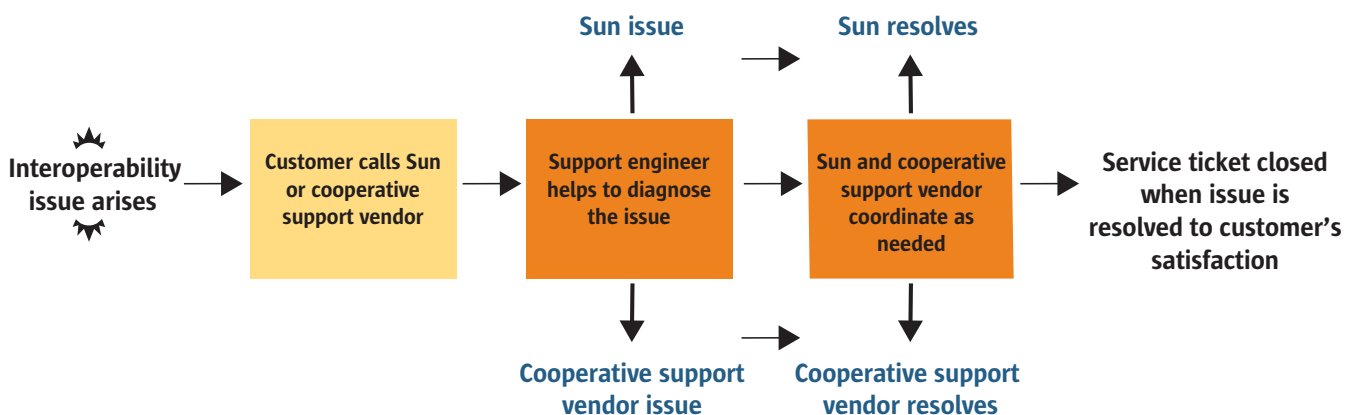 Sun issue
Sun resolves
Interoperability
issue arises
Customer calls Sun
or cooperative
support vendor
Support engineer
helps to diagnose
the issue
Sun and cooperative
support vendor
coordinate as
needed
Service ticket closed
when issue is
resolved to customer’s
satisfaction
Cooperative support
vendor issue
Cooperative support
vendor resolves